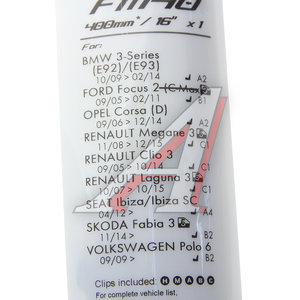 FM40
400mm* / 16" x 1
For:
BMW 3-Series
(E92)/(E93)
10/09 > 02/14 A2
FORD Focus 2 (C-Max)
09/05 > 02/11 B1
OPEL Corsa (D)
09/06 > 12/14
RENAULT Megane 3
11/08 > 12/15 C1
RENAULT Clio 3
09/05 > 10/14 C1
RENAULT Laguna 3
10/07 > 10/15 C1
SEAT Ibiza/Ibiza SC
04/12 > A4
SKODA Fabia 3
11/14 > B1
VOLKSWAGEN Polo 6
09/09 > B1
Clips included: H M A B C
For complete vehicle list,